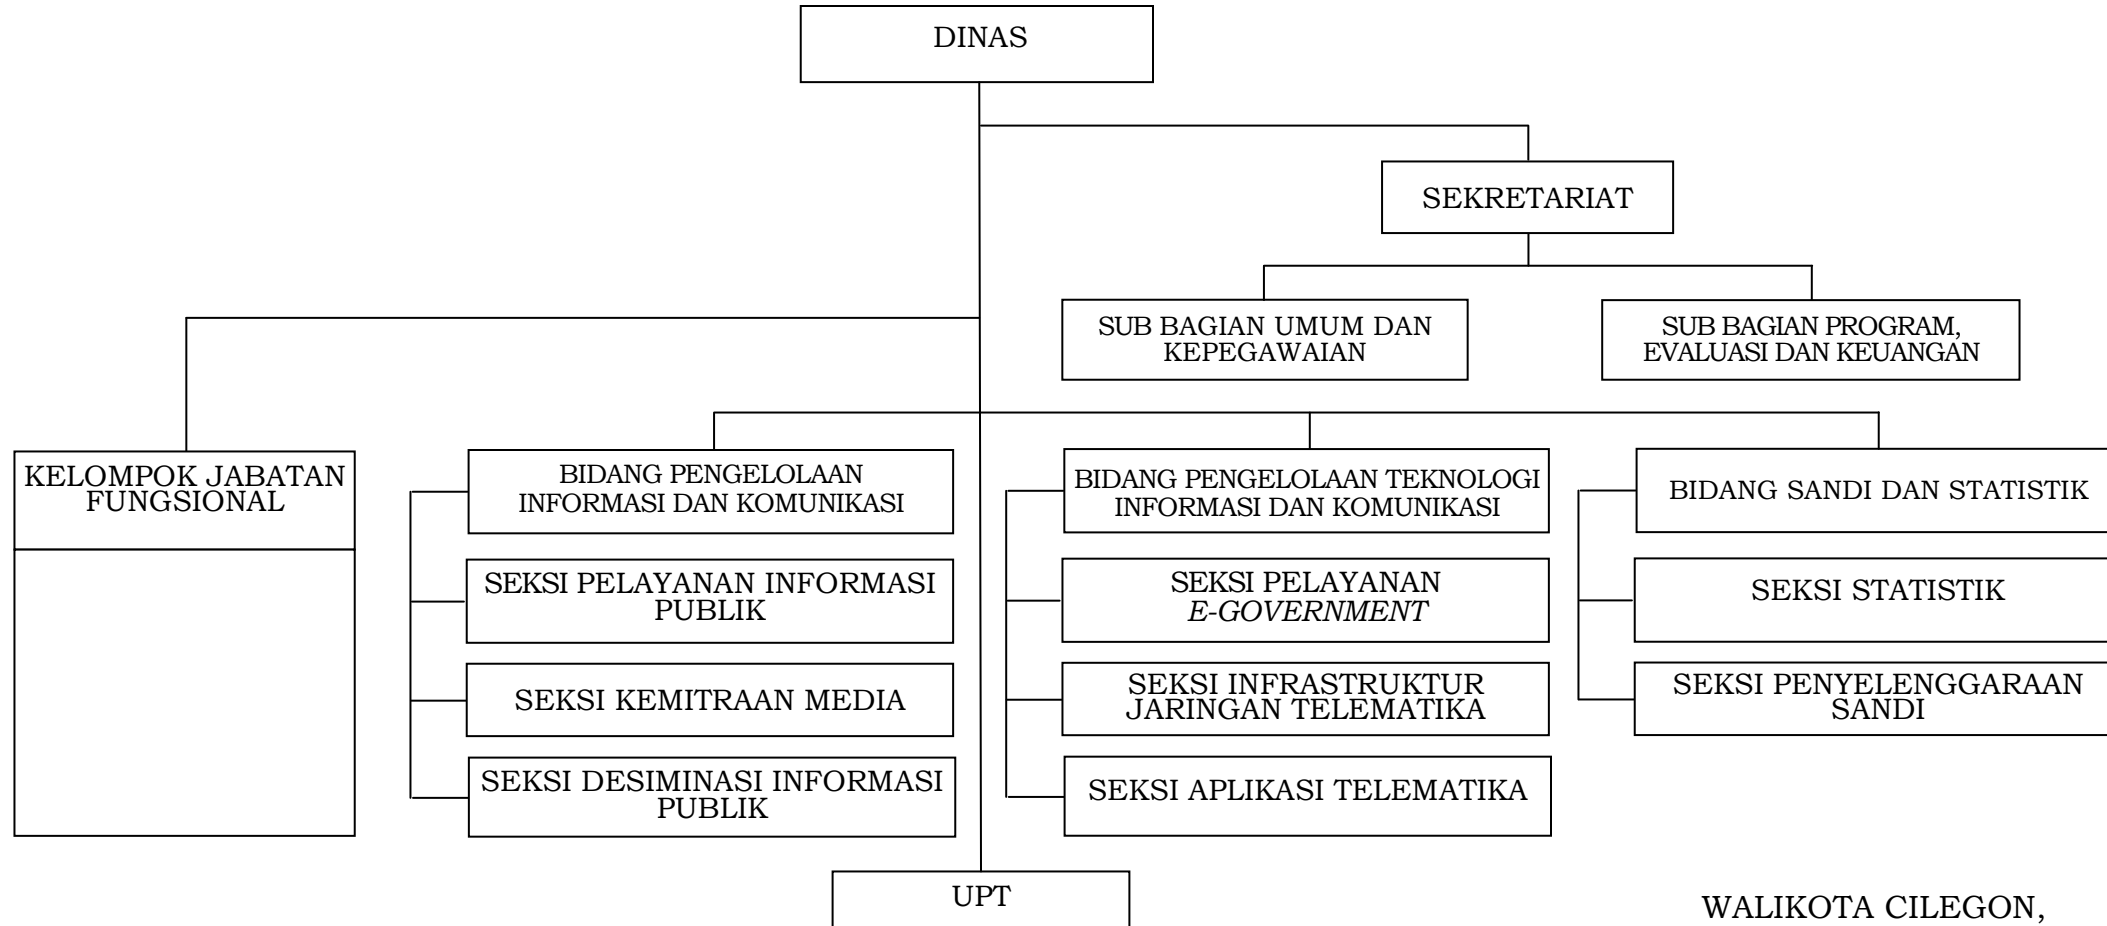 DINAS
SEKRETARIAT
SUB BAGIAN UMUM DAN
KEPEGAWAIAN
SUB BAGIAN PROGRAM,
EVALUASI DAN KEUANGAN
KELOMPOK JABATAN
FUNGSIONAL
BIDANG PENGELOLAAN
INFORMASI DAN KOMUNIKASI
SEKSI PELAYANAN INFORMASI
PUBLIK
SEKSI KEMITRAAN MEDIA
SEKSI DESIMINASI INFORMASI
PUBLIK
BIDANG PENGELOLAAN TEKNOLOGI
INFORMASI DAN KOMUNIKASI
SEKSI PELAYANAN
E-GOVERNMENT
SEKSI INFRASTRUKTUR
JARINGAN TELEMATIKA
SEKSI APLIKASI TELEMATIKA
BIDANG SANDI DAN STATISTIK
SEKSI STATISTIK
SEKSI PENYELENGGARAAN
SANDI
UPT
WALIKOTA CILEGON,